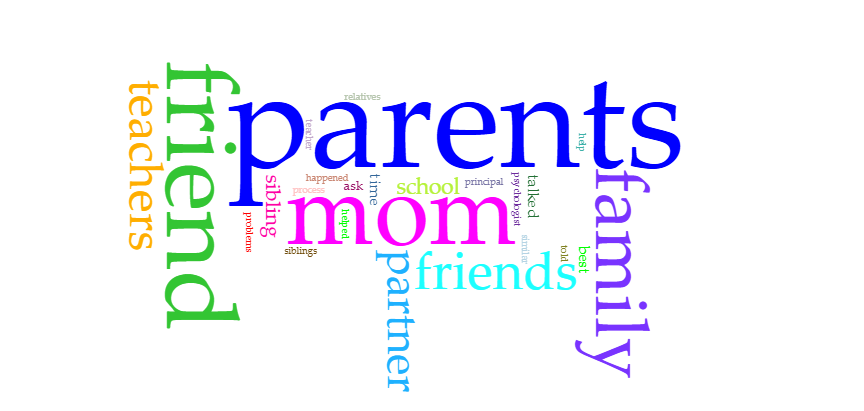 parents
friend
teachers
relatives
teacher
help
happened
process
ask
time
school
principal
psychologist
talked
family
sibling
mom
helped
problems
siblings
partner
friends
similar
told
best